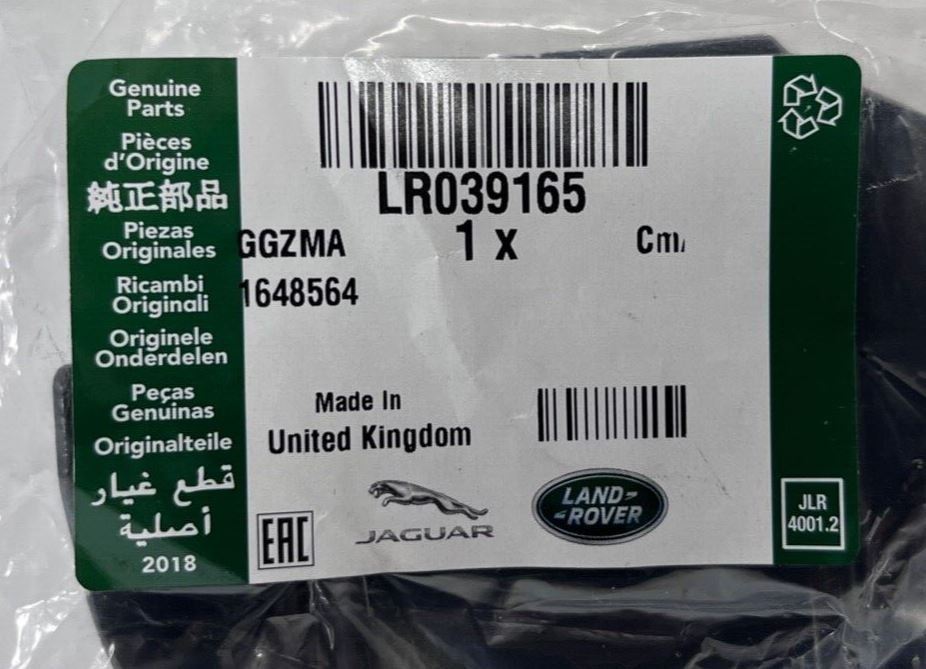 Genuine
Parts
Pièces
d'Origine
純正部品
Piezas
Originales
Ricambi
Originali
Originele
Onderdelen
Peças
Genuinas
Originalteile
قطع غيار
أصلية
2018
LR039165
GGZMA 1 x Cm
1648564
Made In
United Kingdom
EAC
JAGUAR
LAND-
-ROVER
JLR
4001.2